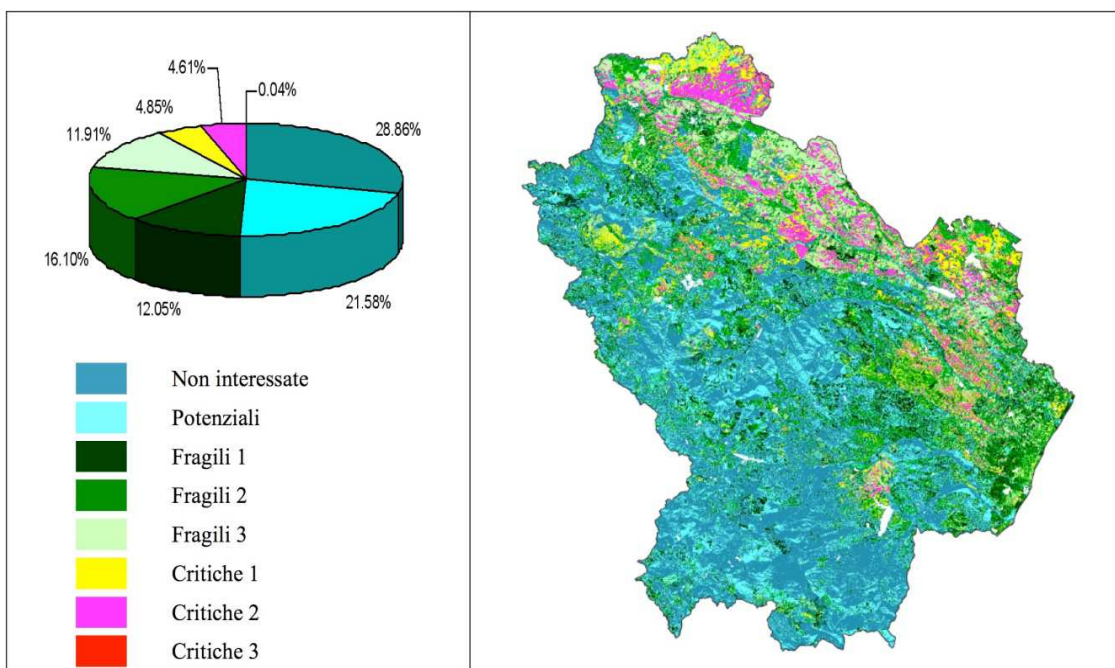 4.61%
0.04%
4.85%
28.86%
11.91%
16.10%
12.05%
21.58%
Non interessate
Potenziali
Fragili 1
Fragili 2
Fragili 3
Critiche 1
Critiche 2
Critiche 3